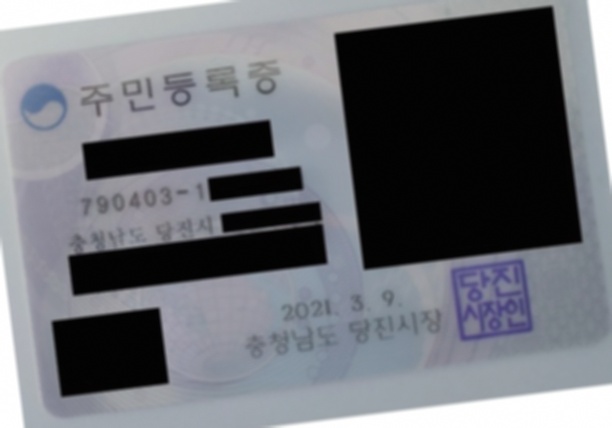 주민등록증
790403-1
충청남도 당진시
2021. 3. 9.
충청남도 당진시장
당진
시장인